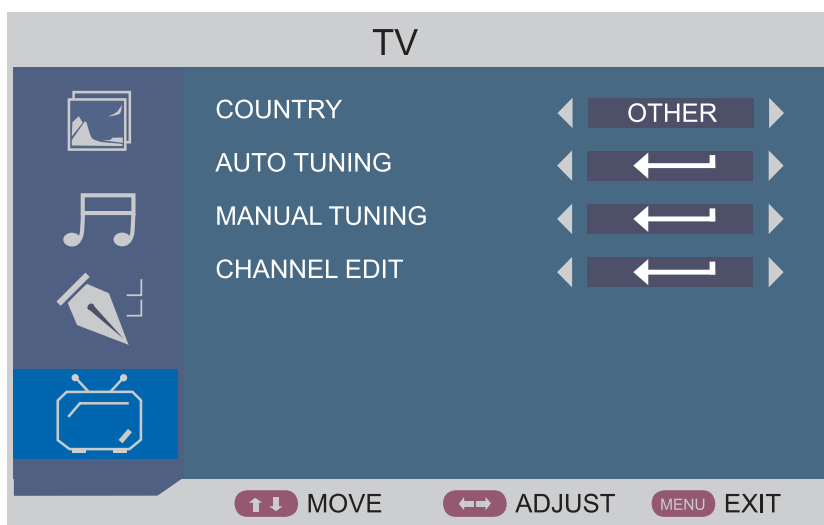 TV
COUNTRY OTHER
AUTO TUNING
MANUAL TUNING
CHANNEL EDIT
MOVE ADJUST MENU EXIT